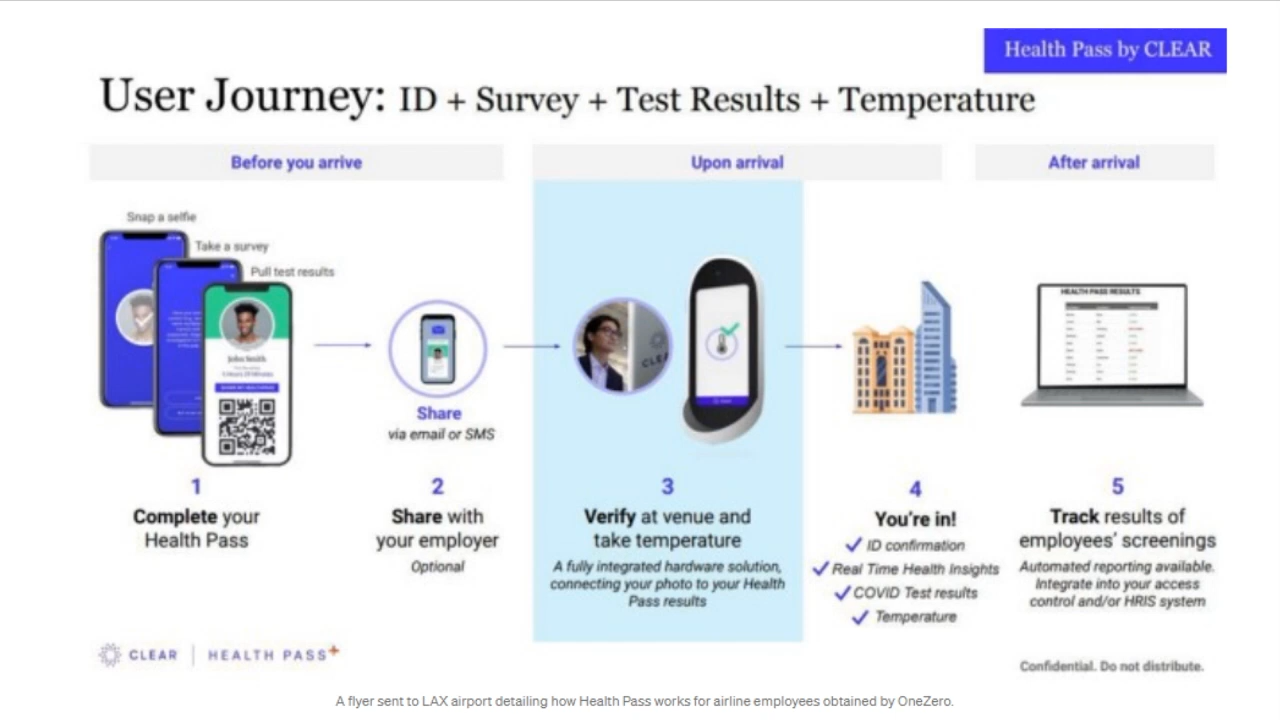 Health Pass by CLEAR
User Journey: ID + Survey + Test Results + Temperature
Before you arrive
Upon arrival
After arrival
Snap a selfie
Take a survey
Pull test results
John Smith
HEALTH PASS RESULTS
CLE
Share
via email or SMS
1
Complete your
Health Pass
2
Share with
your employer
Optional
3
Verify at venue and
take temperature
A fully integrated hardware solution,
connecting your photo to your Health
Pass results
4
You're in!
ID confirmation
Real Time Health Insights
COVID Test results
Temperature
5
Track results of
employees' screenings
Automated reporting available.
Integrate into your access
control and/or HRIS system
CLEAR | HEALTH PASS+
Confidential. Do not distribute.
A flyer sent to LAX airport detailing how Health Pass works for airline employees obtained by OneZero.